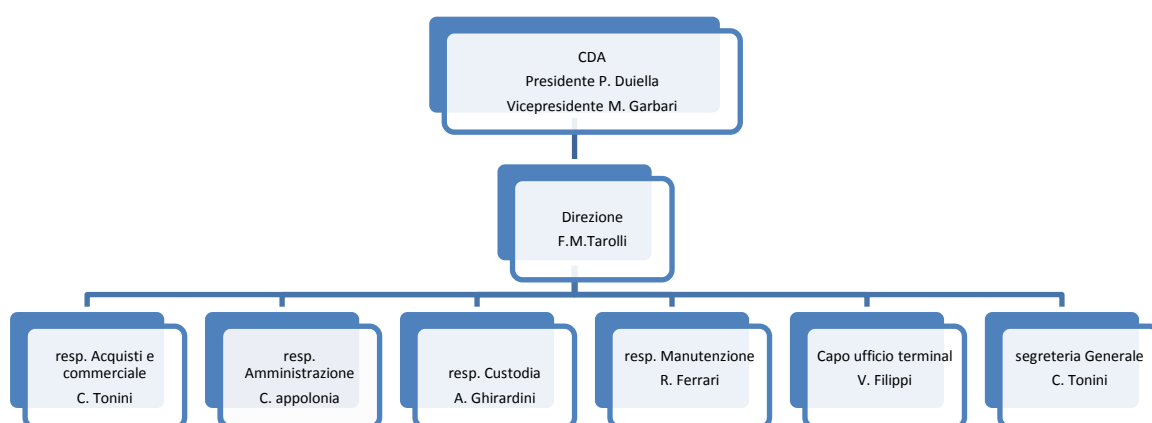 CDA
Presidente P. Duiella
Vicepresidente M. Garbari
Direzione
F.M.Tarolli
resp. Acquisti e
commerciale
C. Tonini
resp.
Amministrazione
C. appolonia
resp. Custodia
A. Ghirardini
resp. Manutenzione
R. Ferrari
Capo ufficio terminal
V. Filippi
segreteria Generale
C. Tonini